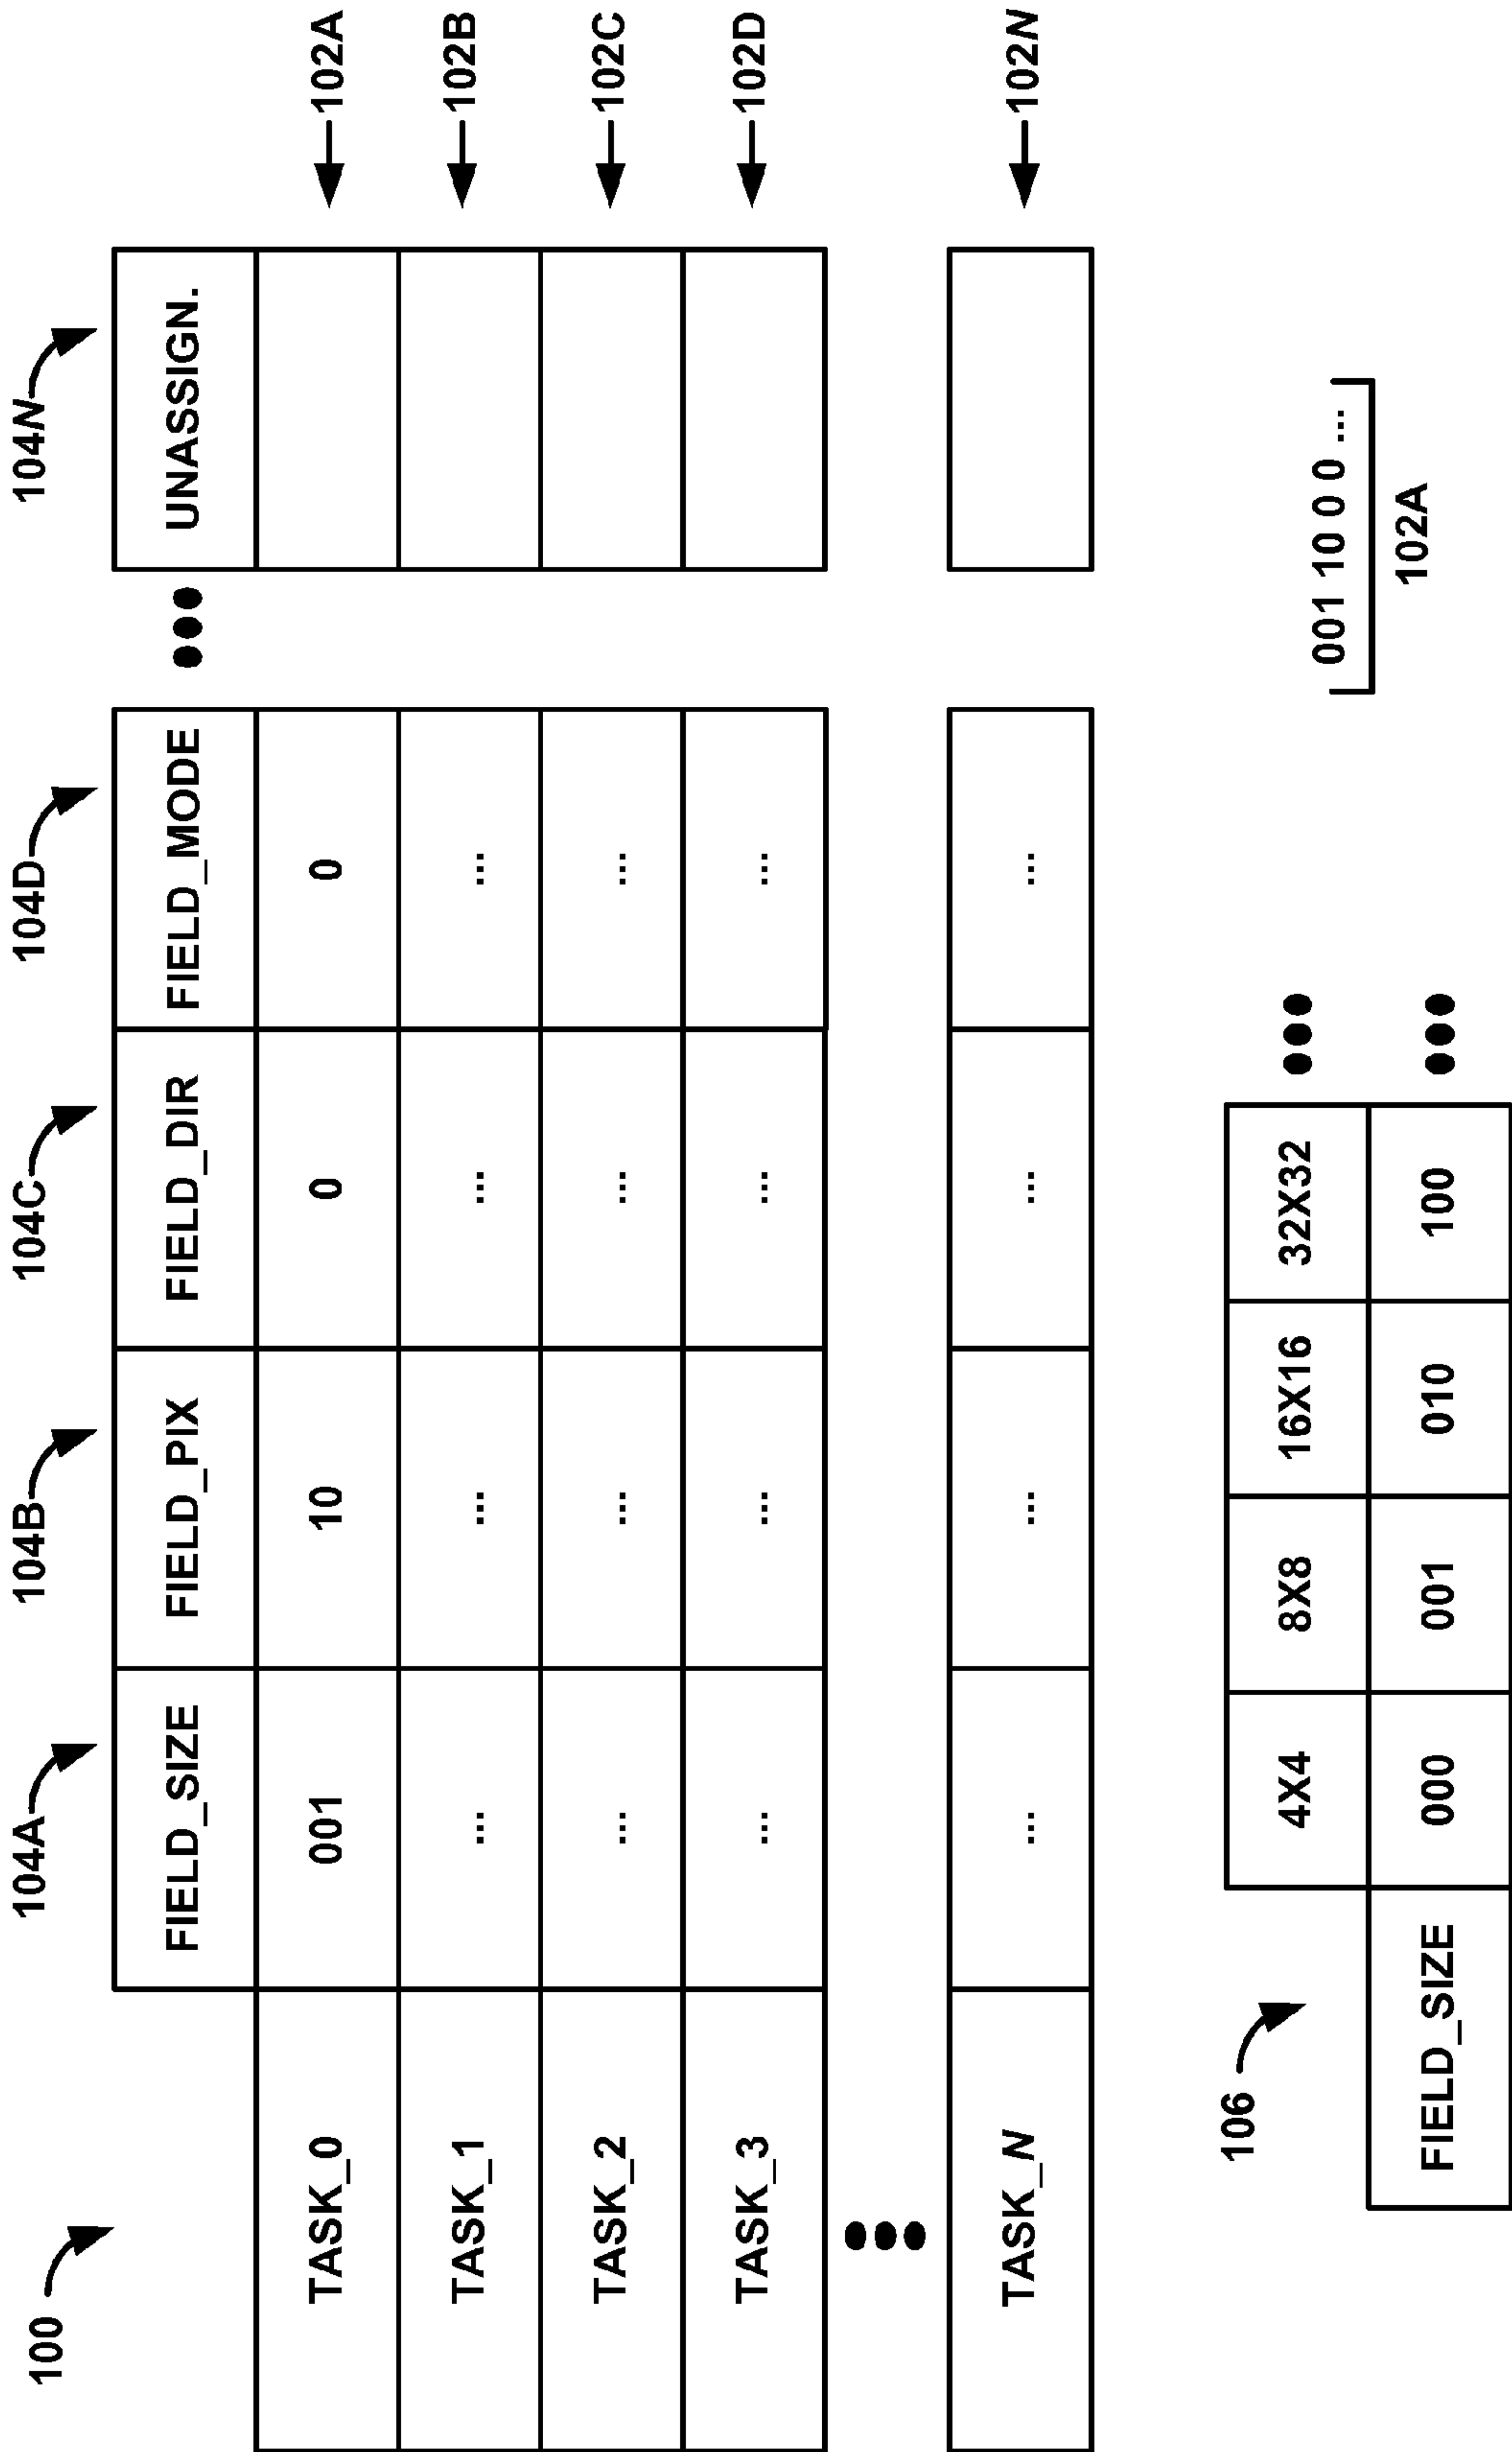 100
104A 104B 104C 104D 104N
FIELD_SIZE FIELD_PIX FIELD_DIR FIELD_MODE ●●● UNASSIGN.
TASK_0 001 10 0 0 102A
TASK_1 ... ... ... ... 102B
TASK_2 ... ... ... ... 102C
TASK_3 ... ... ... ... 102D
●●●
TASK_N ... ... ... ... 102N
106
4X4 8X8 16X16 32X32 ●●●
FIELD_SIZE 000 001 010 100 ●●●
001 10 0 0 ...
102A